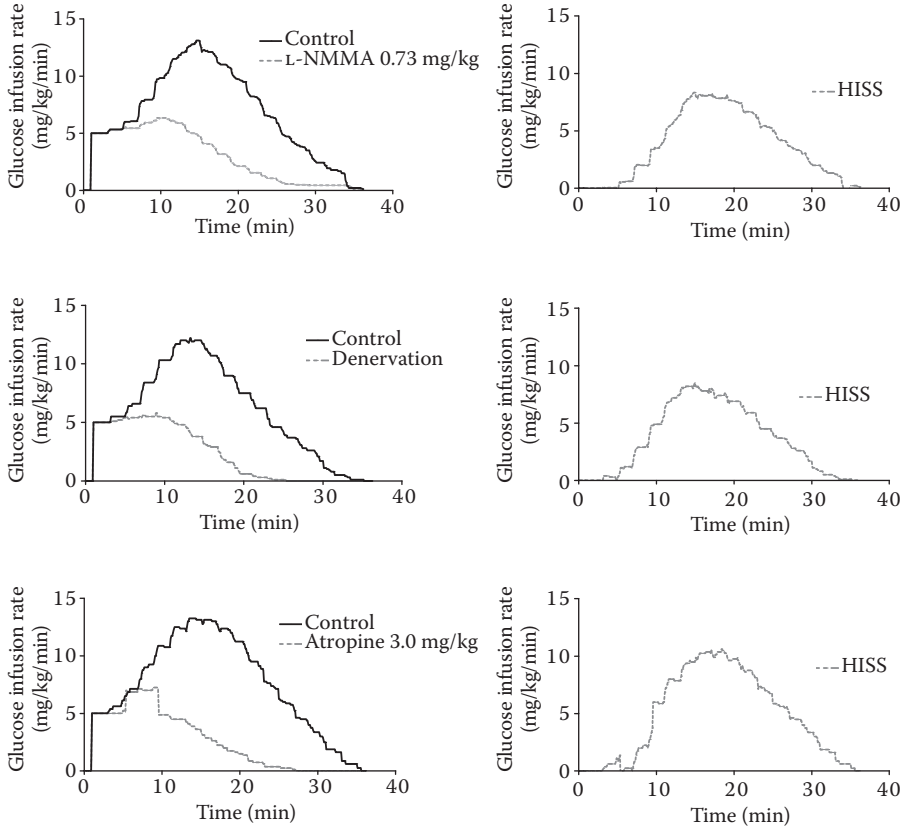 Glucose infusion rate
(mg/kg/min)
15
10
5
0
0
10
20
30
40
Time (min)
Control
L-NMMA 0.73 mg/kg
Glucose infusion rate
(mg/kg/min)
15
10
5
0
0
10
20
30
40
Time (min)
HISS
Glucose infusion rate
(mg/kg/min)
15
10
5
0
0
10
20
30
40
Time (min)
Control
Denervation
Glucose infusion rate
(mg/kg/min)
15
10
5
0
0
10
20
30
40
Time (min)
HISS
Glucose infusion rate
(mg/kg/min)
15
10
5
0
0
10
20
30
40
Time (min)
Control
Atropine 3.0 mg/kg
Glucose infusion rate
(mg/kg/min)
15
10
5
0
0
10
20
30
40
Time (min)
HISS